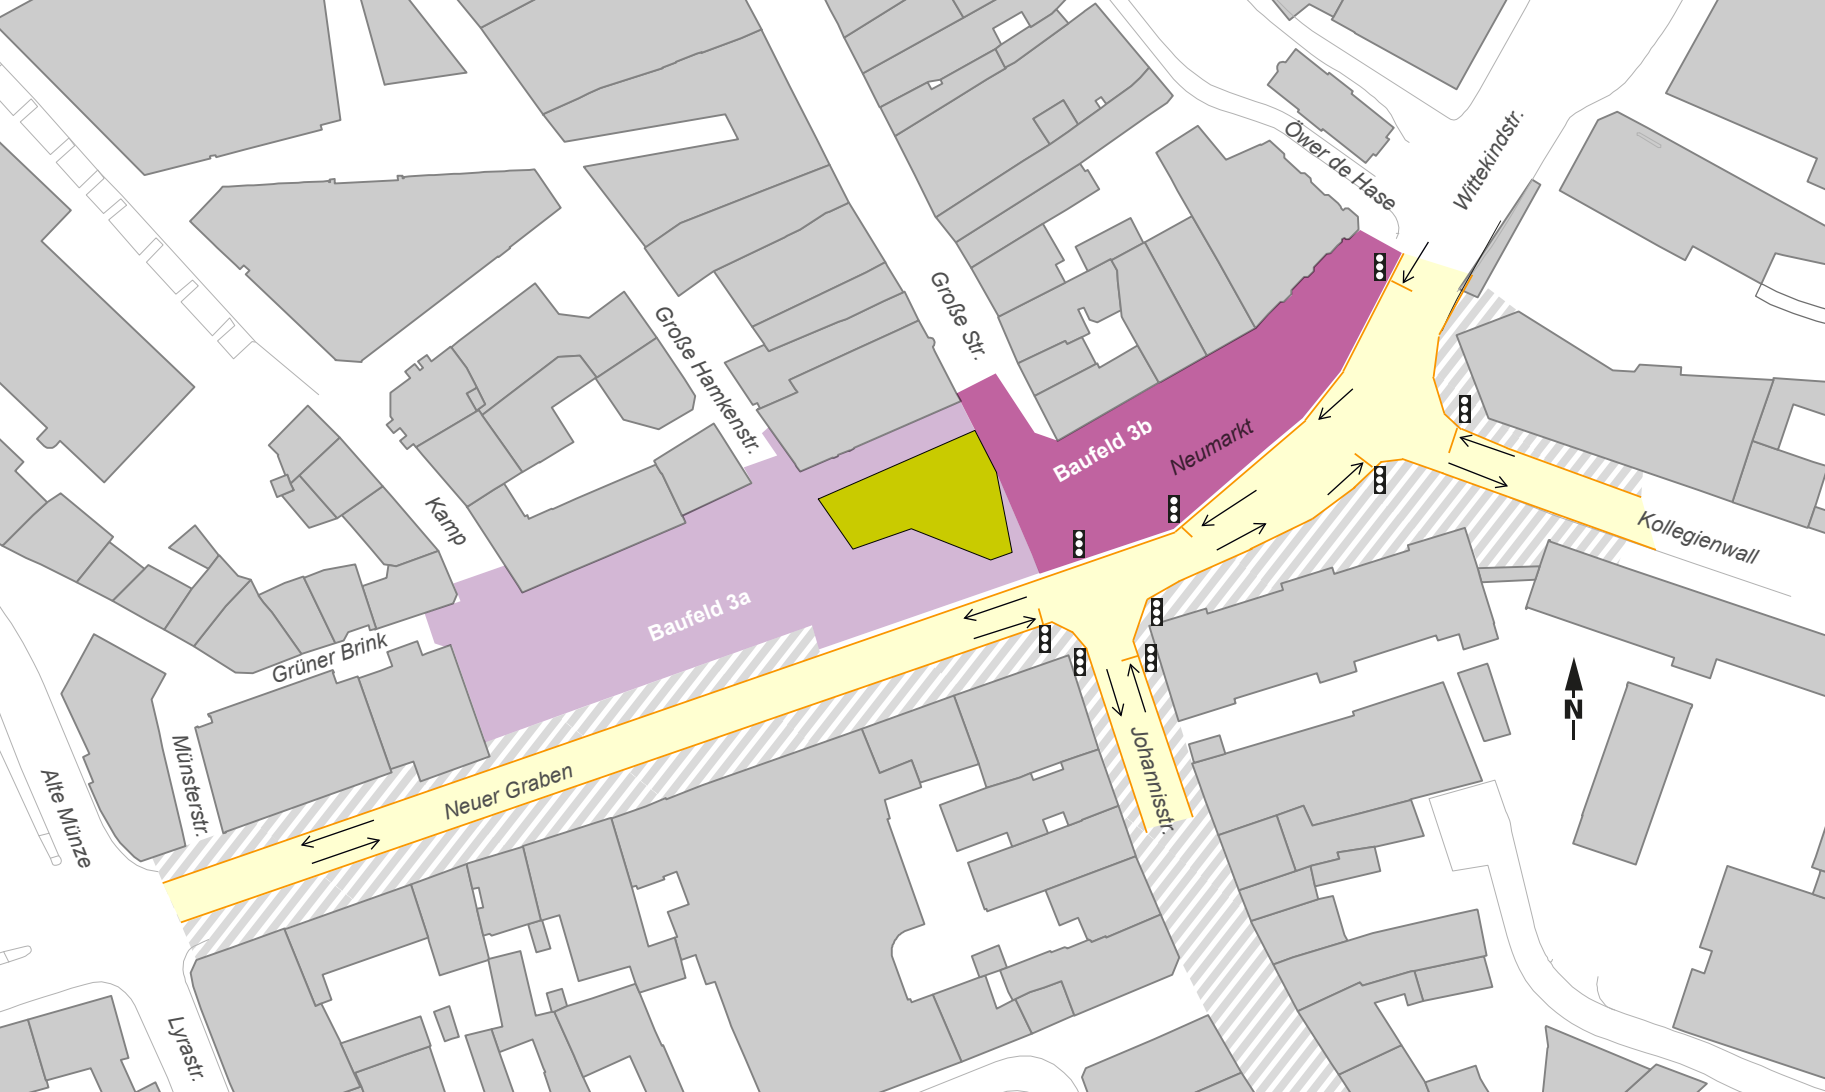 Öwer de Hase
Wittekindstr.
Große Str.
Große Hamkenstr.
Baufeld 3b
Neumarkt
Kamp
Kollegienwall
Baufeld 3a
Grüner Brink
N
Münsterstr.
Alte Münze
Neuer Graben
Johannisstr.
Lyrastr.